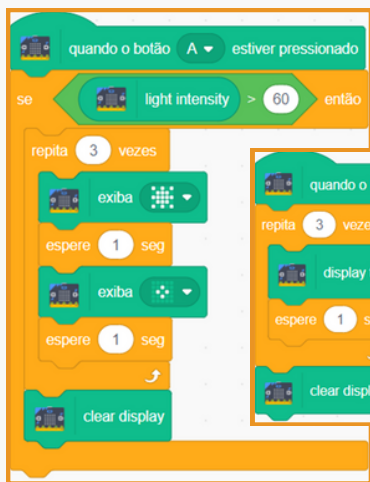 quando o botão A estiver pressionado
se light intensity > 60 então
repita 3 vezes
exiba
espere 1 seg
exiba
espere 1 seg
clear display
quando o
repita 3
display
espere 1
clear